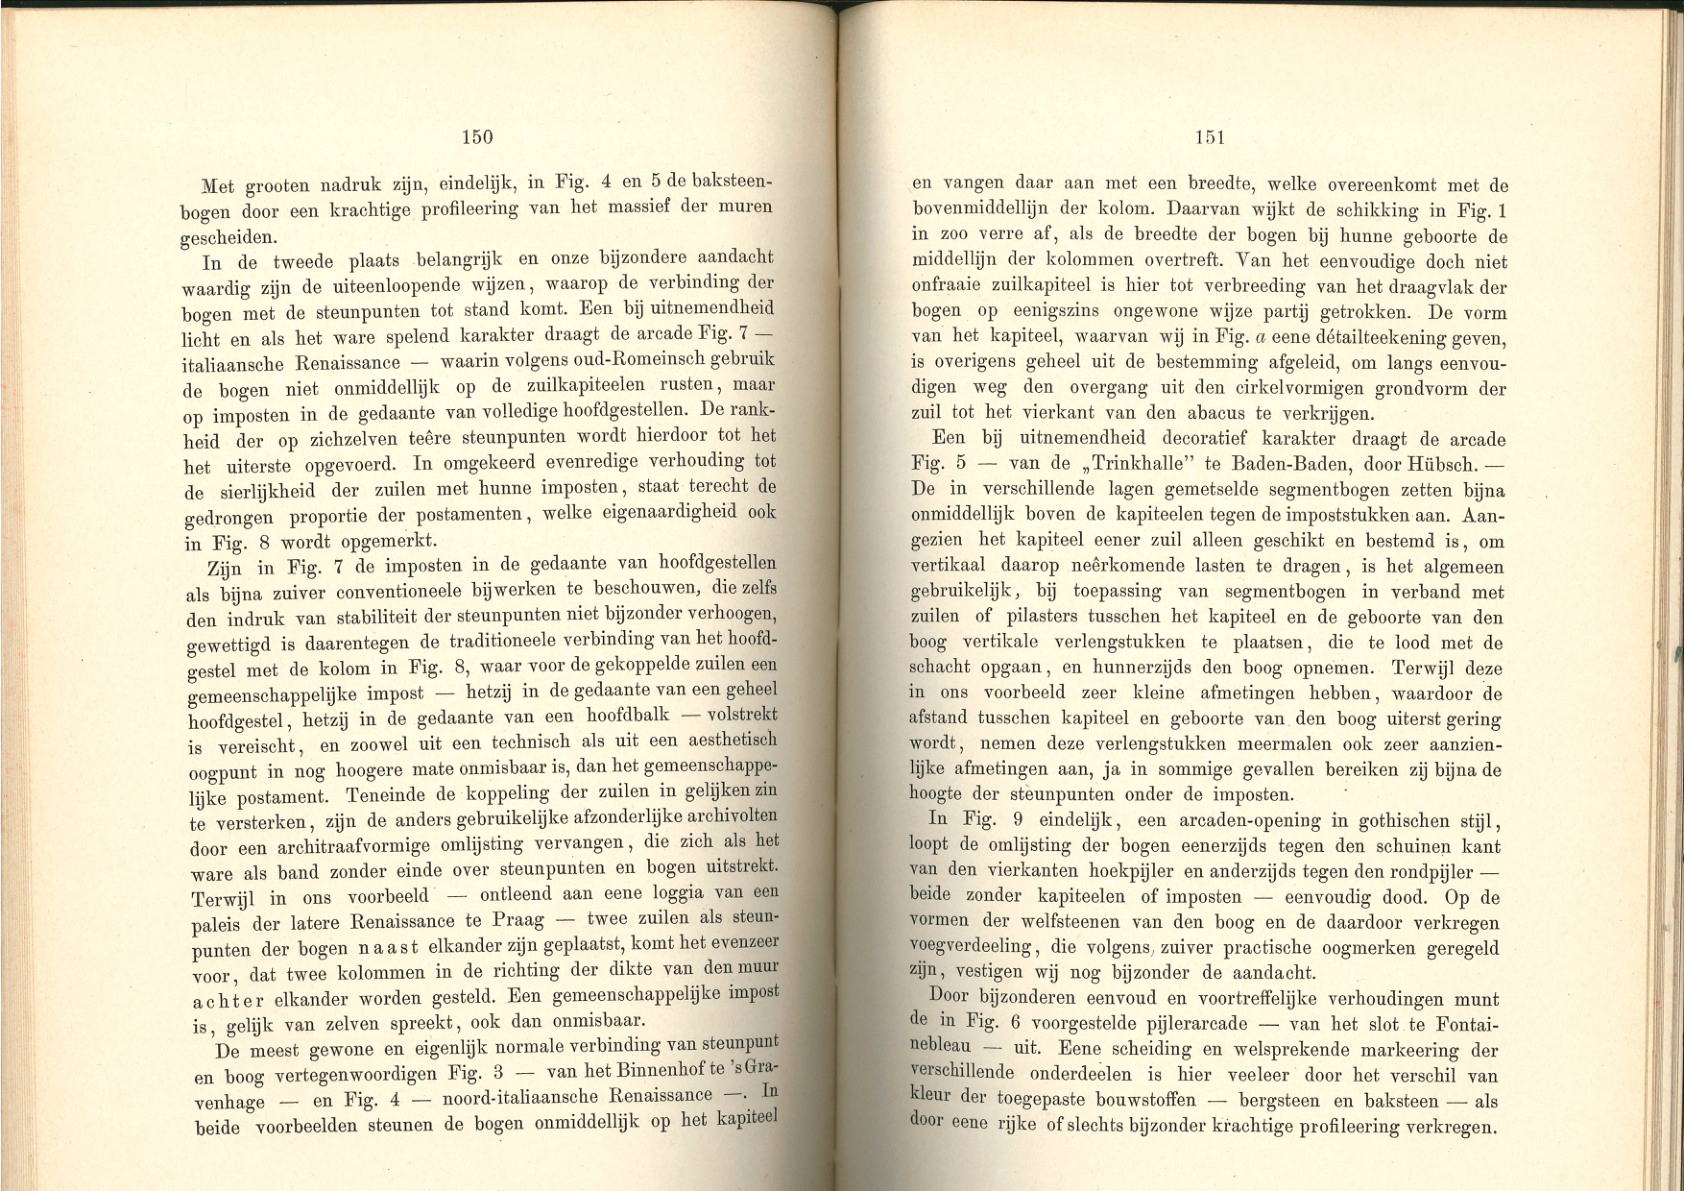 150
Met grooten nadruk zijn, eindelijk, in Fig. 4 en 5 de baksteen-
bogen door een krachtige profileering van het massief der muren
gescheiden.
In de tweede plaats belangrijk en onze bijzondere aandacht
waardig zijn de uiteenloopende wijzen, waarop de verbinding der
bogen met de steunpunten tot stand komt. Een bij uitnemendheid
licht en als het ware spelend karakter draagt de arcade Fig. 7 —
italiaansche Renaissance — waarin volgens oud-Romeinsch gebruik
de bogen niet onmiddellijk op de zuilkapiteelen rusten, maar
op imposten in de gedaante van volledige hoofdgestellen. De rank-
heid der op zichzelven teêre steunpunten wordt hierdoor tot het
het uiterste opgevoerd. In omgekeerd evenredige verhouding tot
de sierlijkheid der zuilen met hunne imposten, staat terecht de
gedrongen proportie der postamenten, welke eigenaardigheid ook
in Fig. 8 wordt opgemerkt.
Zijn in Fig. 7 de imposten in de gedaante van hoofdgestellen
als bijna zuiver conventioneele bijwerken te beschouwen, die zelfs
den indruk van stabiliteit der steunpunten niet bijzonder verhoogen,
gewettigd is daarentegen de traditioneele verbinding van het hoofd-
gestel met de kolom in Fig. 8, waar voor de gekoppelde zuilen een
gemeenschappelijke impost — hetzij in de gedaante van een geheel
hoofdgestel, hetzij in de gedaante van een hoofdbalk — volstrekt
is vereischt, en zoowel uit een technisch als uit een aesthetisch
oogpunt in nog hoogere mate onmisbaar is, dan het gemeenschappe-
lijke postament. Teneinde de koppeling der zuilen in gelijken zin
te versterken, zijn de anders gebruikelijke afzonderlijke archivolten
door een architraafvormige omlijsting vervangen, die zich als het
ware als band zonder einde over steunpunten en bogen uitstrekt.
Terwijl in ons voorbeeld — ontleend aan eene loggia van een
paleis der latere Renaissance te Praag — twee zuilen als steun-
punten der bogen naast elkander zijn geplaatst, komt het evenzeer
voor, dat twee kolommen in de richting der dikte van den muur
achter elkander worden gesteld. Een gemeenschappelijke impost
is, gelijk van zelven spreekt, ook dan onmisbaar.
De meest gewone en eigenlijk normale verbinding van steunpunt
en boog vertegenwoordigen Fig. 3 — van het Binnenhof te 's Gra-
venhage — en Fig. 4 — noord-italiaansche Renaissance —. In
beide voorbeelden steunen de bogen onmiddellijk op het kapiteel
151
en vangen daar aan met een breedte, welke overeenkomt met de
bovenmiddellijn der kolom. Daarvan wijkt de schikking in Fig. 1
in zoo verre af, als de breedte der bogen bij hunne geboorte de
middellijn der kolommen overtreft. Van het eenvoudige doch niet
onfraaie zuilkapiteel is hier tot verbreeding van het draagvlak der
bogen op eenigszins ongewone wijze partij getrokken. De vorm
van het kapiteel, waarvan wij in Fig. a eene détailteekening geven,
is overigens geheel uit de bestemming afgeleid, om langs eenvou-
digen weg den overgang uit den cirkelvormigen grondvorm der
zuil tot het vierkant van den abacus te verkrijgen.
Een bij uitnemendheid decoratief karakter draagt de arcade
Fig. 5 — van de „Trinkhalle” te Baden-Baden, door Hübsch. —
De in verschillende lagen gemetselde segmentbogen zetten bijna
onmiddellijk boven de kapiteelen tegen de impoststukken aan. Aan-
gezien het kapiteel eener zuil alleen geschikt en bestemd is, om
vertikaal daarop neêrkomende lasten te dragen, is het algemeen
gebruikelijk, bij toepassing van segmentbogen in verband met
zuilen of pilasters tusschen het kapiteel en de geboorte van den
boog vertikale verlengstukken te plaatsen, die te lood met de
schacht opgaan, en hunnerzijds den boog opnemen. Terwijl deze
in ons voorbeeld zeer kleine afmetingen hebben, waardoor de
afstand tusschen kapiteel en geboorte van den boog uiterst gering
wordt, nemen deze verlengstukken meermalen ook zeer aanzien-
lijke afmetingen aan, ja in sommige gevallen bereiken zij bijna de
hoogte der steunpunten onder de imposten.
In Fig. 9 eindelijk, een arcaden-opening in gothischen stijl,
loopt de omlijsting der bogen eenerzijds tegen den schuinen kant
van den vierkanten hoekpijler en anderzijds tegen den rondpijler —
beide zonder kapiteelen of imposten — eenvoudig dood. Op de
vormen der welfsteenen van den boog en de daardoor verkregen
voegverdeeling, die volgens zuiver practische oogmerken geregeld
zijn, vestigen wij nog bijzonder de aandacht.
Door bijzonderen eenvoud en voortreffelijke verhoudingen munt
de in Fig. 6 voorgestelde pijlerarcade — van het slot te Fontai-
nebleau — uit. Eene scheiding en welsprekende markeering der
verschillende onderdeelen is hier veeleer door het verschil van
kleur der toegepaste bouwstoffen — bergsteen en baksteen — als
door eene rijke of slechts bijzonder krachtige profileering verkregen.